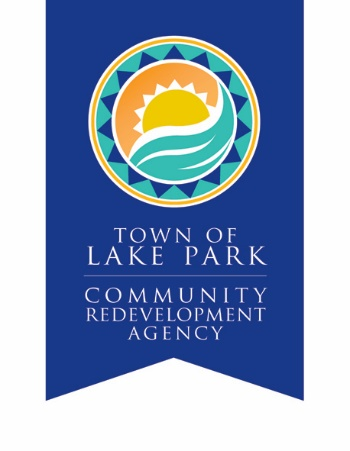 TOWN OF
LAKE PARK
COMMUNITY
REDEVELOPMENT
AGENCY